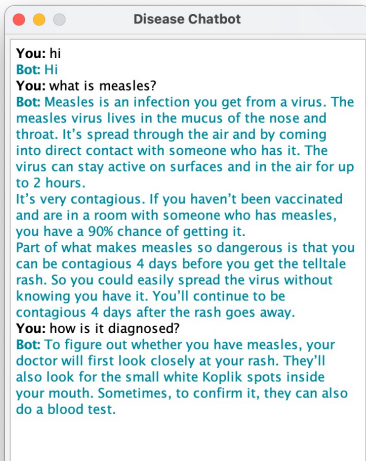 Disease Chatbot
You: hi
Bot: Hi
You: what is measles?
Bot: Measles is an infection you get from a virus. The
measles virus lives in the mucus of the nose and
throat. It’s spread through the air and by coming
into direct contact with someone who has it. The
virus can stay active on surfaces and in the air for up
to 2 hours.
It’s very contagious. If you haven’t been vaccinated
and are in a room with someone who has measles,
you have a 90% chance of getting it.
Part of what makes measles so dangerous is that you
can be contagious 4 days before you get the telltale
rash. So you could easily spread the virus without
knowing you have it. You’ll continue to be
contagious 4 days after the rash goes away.
You: how is it diagnosed?
Bot: To figure out whether you have measles, your
doctor will first look closely at your rash. They’ll
also look for the small white Koplik spots inside
your mouth. Sometimes, to confirm it, they can also
do a blood test.